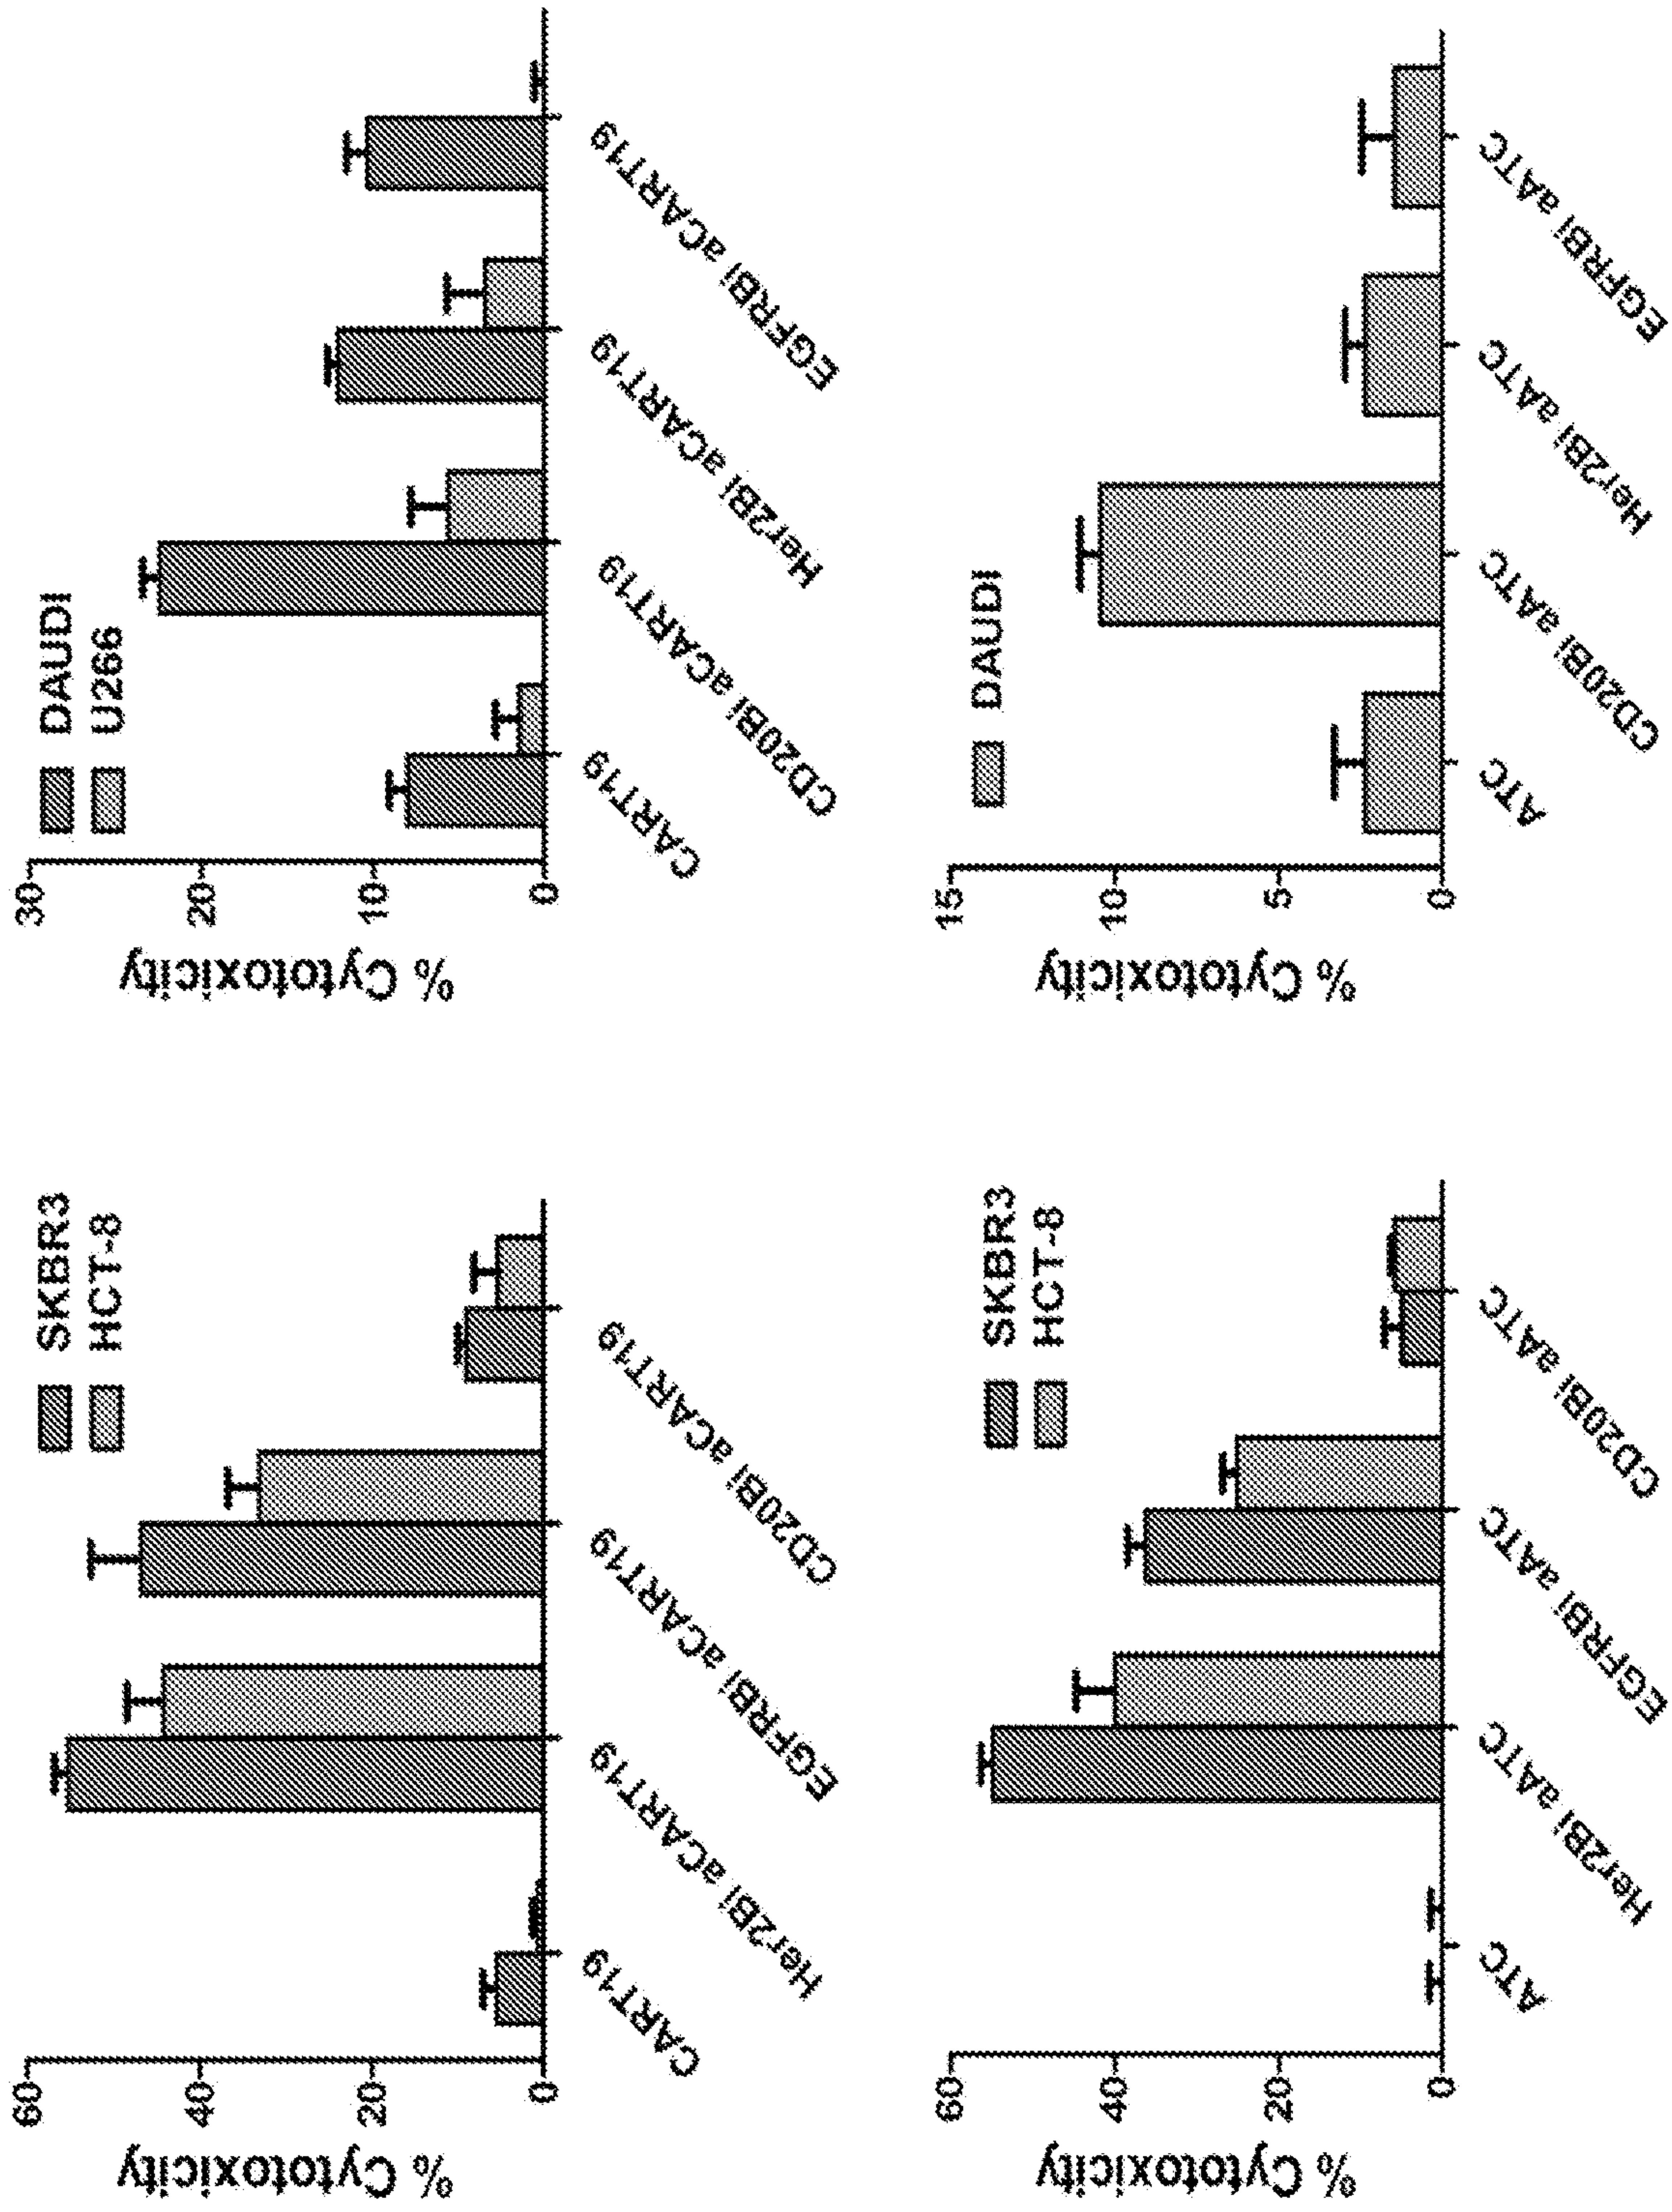 SKBR3
HCT-8
60
40
20
0
% Cytotoxicity
CART19
Her2Bi aCART19
EGFRBi aCART19
CD20Bi aCART19
DAUDI
U266
30
20
10
0
% Cytotoxicity
CART19
CD20Bi aCART19
Her2Bi aCART19
EGFRBi aCART19
SKBR3
HCT-8
60
40
20
0
% Cytotoxicity
ATC
Her2Bi aATC
EGFRBi aATC
CD20Bi aATC
DAUDI
15
10
5
0
% Cytotoxicity
ATC
CD20Bi aATC
Her2Bi aATC
EGFRBi aATC